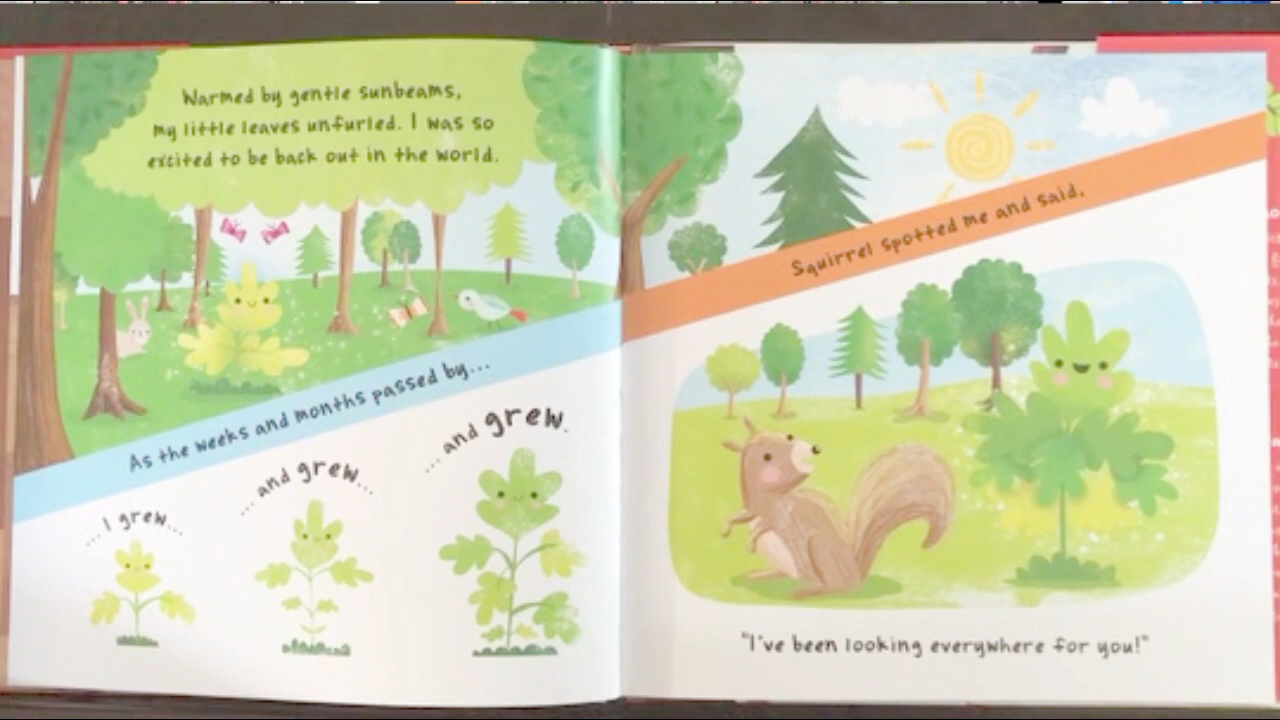 Warmed by gentle sunbeams,
my little leaves unfurled. I was so
excited to be back out in the world.
As the weeks and months passed by...
...I grew...
...and grew...
...and grew.
Squirrel spotted me and said,
"I've been looking everywhere for you!"